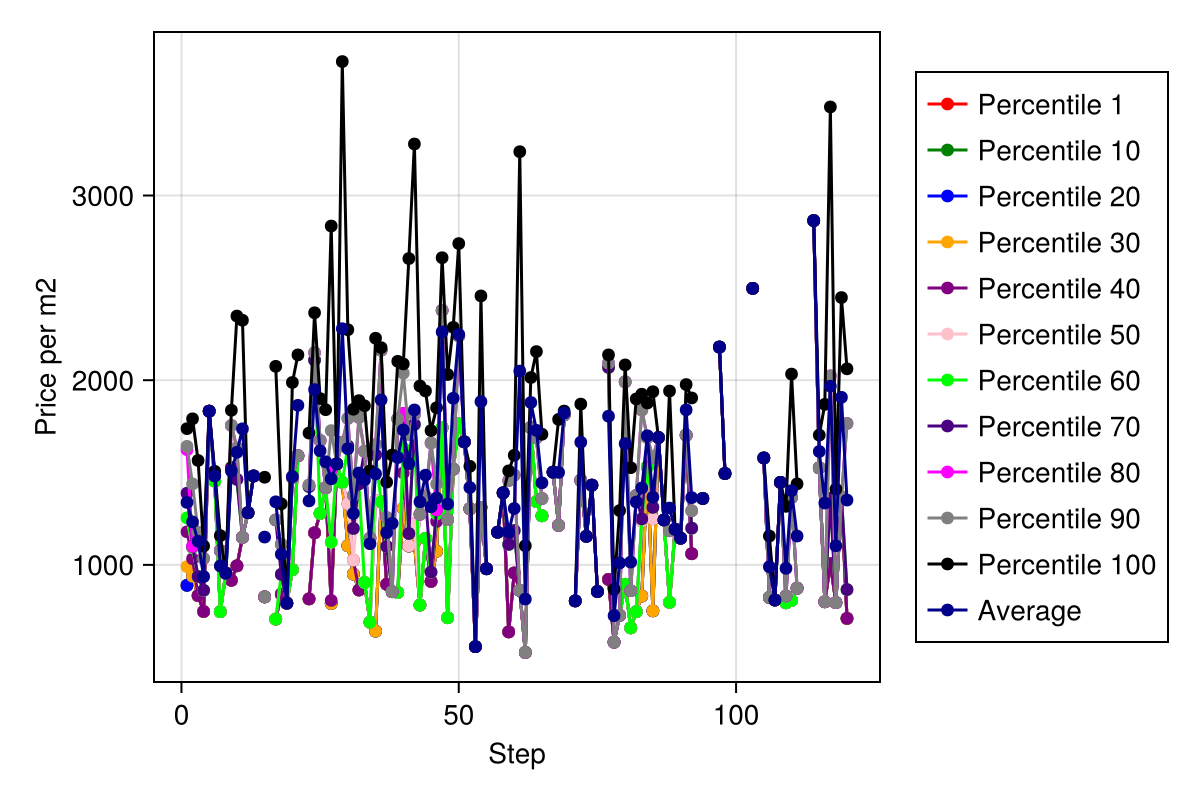 3000
2000
1000
0
50
100
Step
Price per m2
Percentile 1
Percentile 10
Percentile 20
Percentile 30
Percentile 40
Percentile 50
Percentile 60
Percentile 70
Percentile 80
Percentile 90
Percentile 100
Average